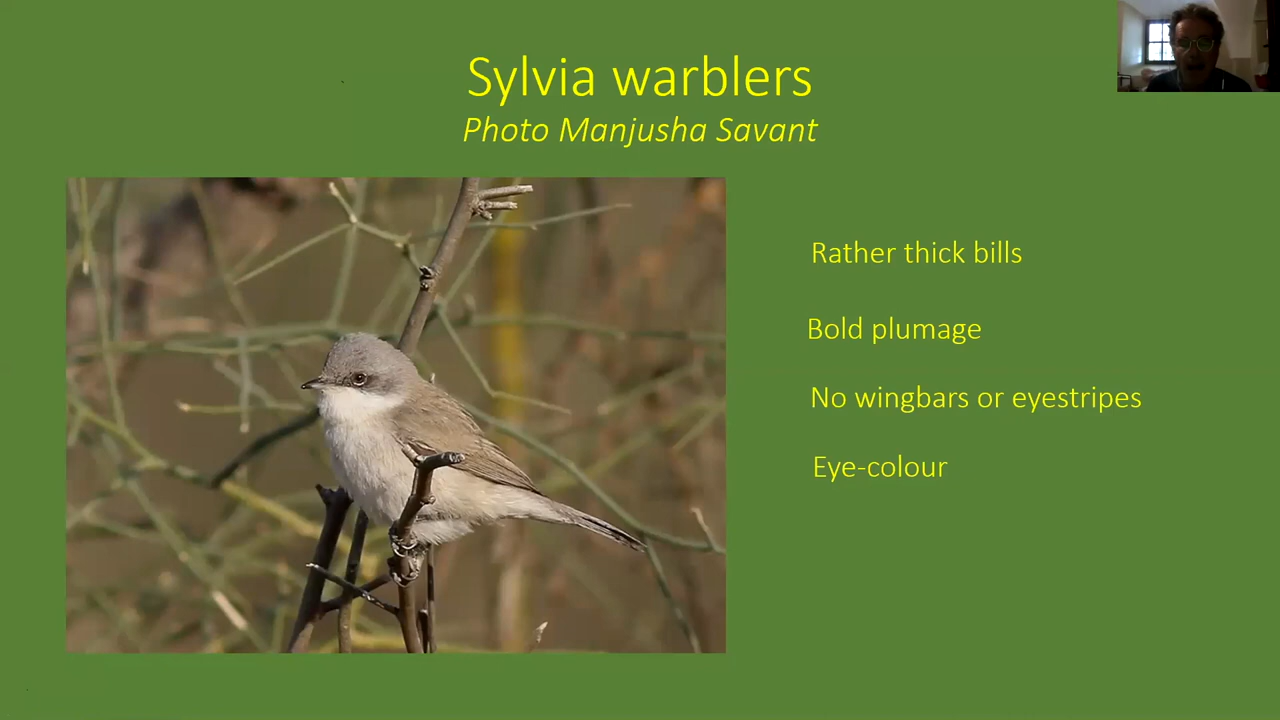 Sylvia warblers
Photo Manjusha Savant
Rather thick bills
Bold plumage
No wingbars or eyestripes
Eye-colour